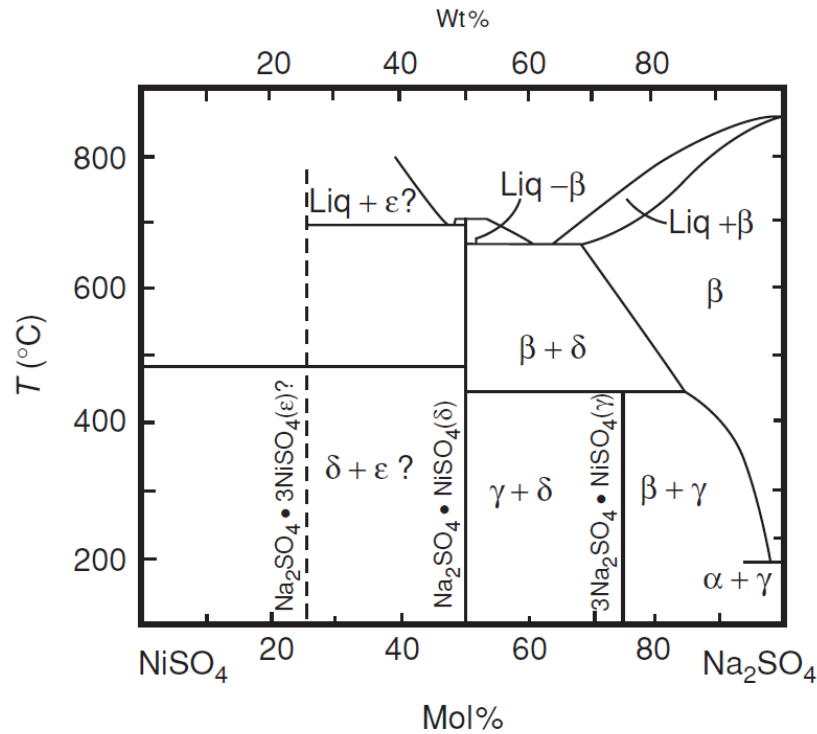 Wt%
20 40 60 80
800
600
400
200
T (°C)
Liq + ε?
Liq –β
Liq +β
β
β + δ
δ + ε ?
γ + δ
β + γ
α + γ
Na₂SO₄ • 3NiSO₄(ε)?
Na₂SO₄ • NiSO₄(δ)
3Na₂SO₄ • NiSO₄(γ)
NiSO₄ 20 40 60 80 Na₂SO₄
Mol%